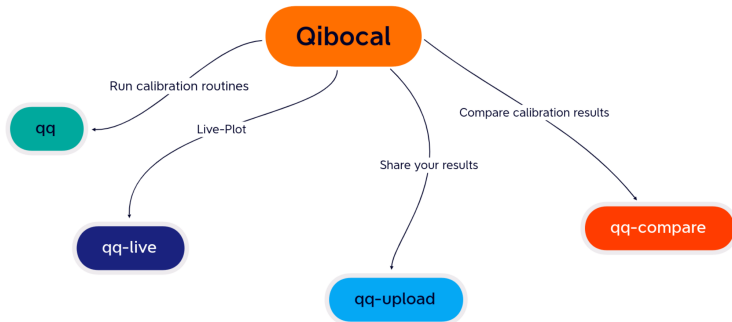 Qibocal
Run calibration routines
Compare calibration results
qq
Live-Plot
Share your results
qq-live
qq-compare
qq-upload